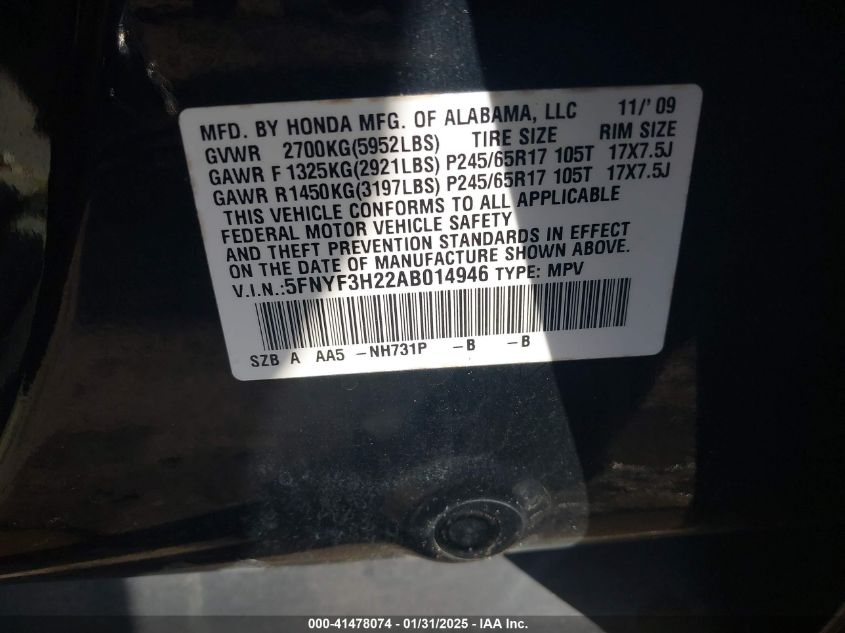 MFD. BY HONDA MFG. OF ALABAMA, LLC 11/'09
GVWR 2700KG(5952LBS) TIRE SIZE RIM SIZE
GAWR F 1325KG(2921LBS) P245/65R17 105T 17X7.5J
GAWR R1450KG(3197LBS) P245/65R17 105T 17X7.5J
THIS VEHICLE CONFORMS TO ALL APPLICABLE
FEDERAL MOTOR VEHICLE SAFETY
AND THEFT PREVENTION STANDARDS IN EFFECT
ON THE DATE OF MANUFACTURE SHOWN ABOVE.
V.I.N.:5FNYF3H22AB014946 TYPE: MPV
SZB A AA5 -NH731P -B -B
000-41478074 - 01/31/2025 - IAA Inc.